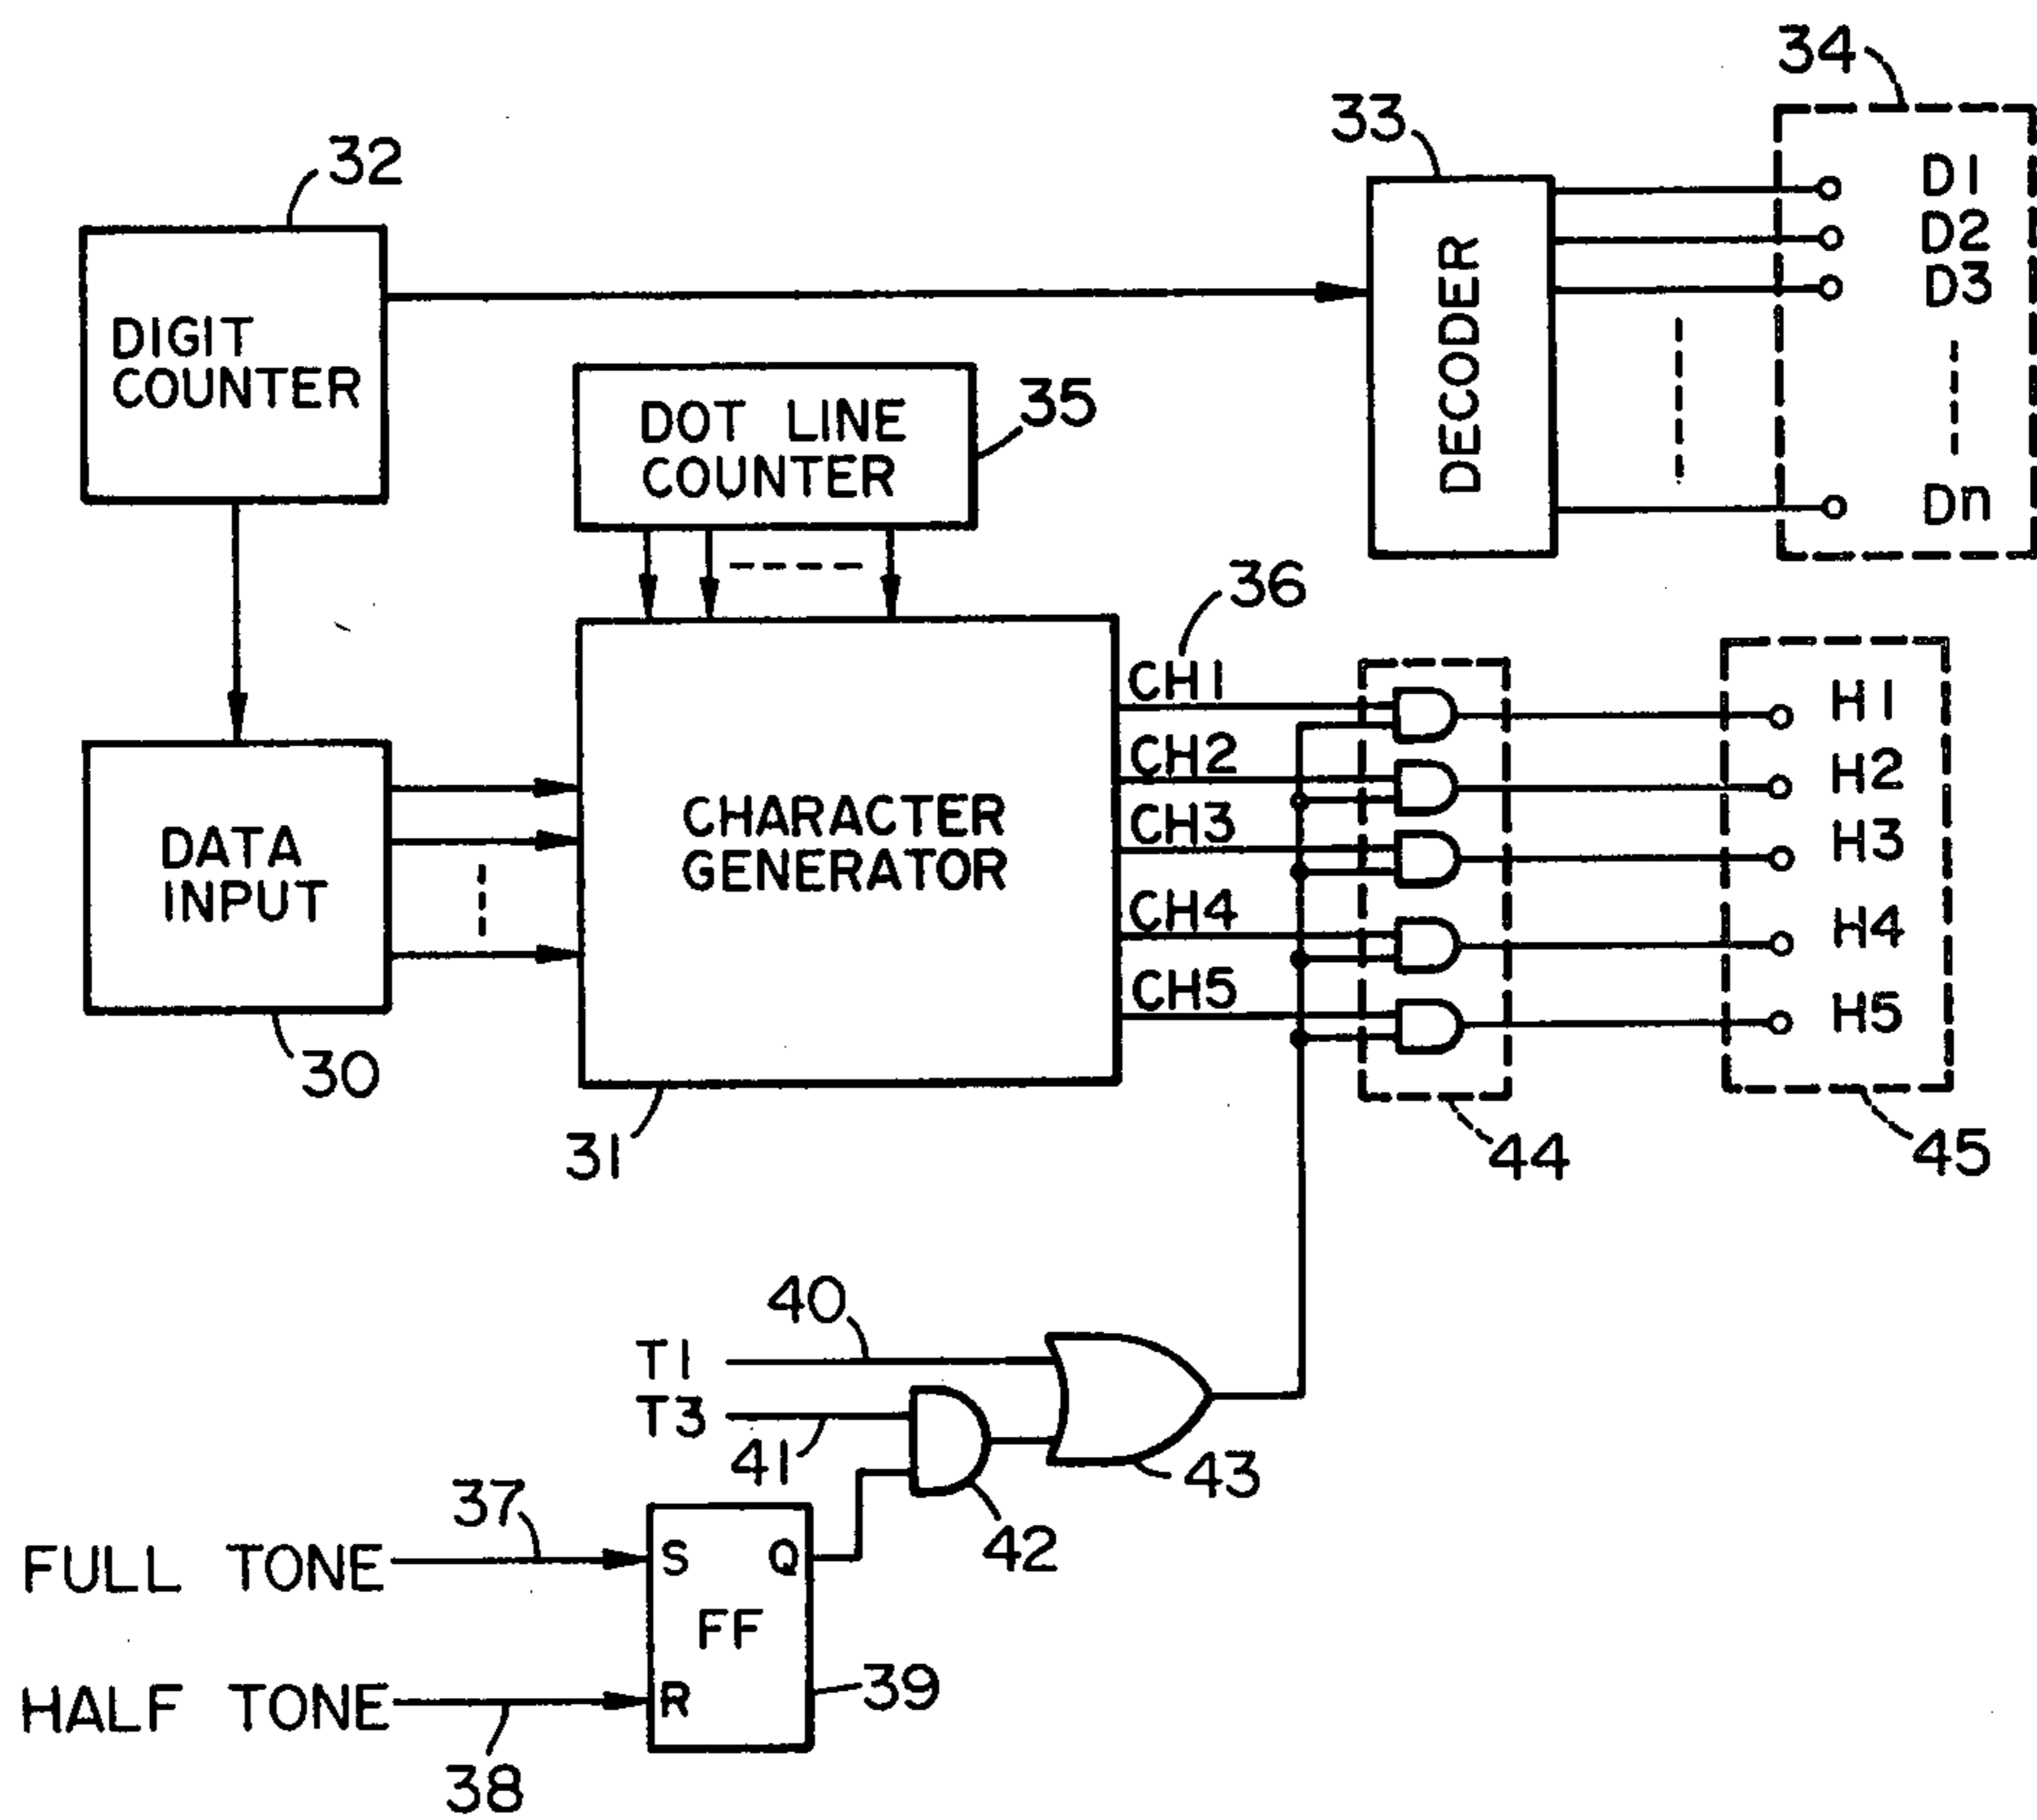 34
33
32
D1
D2
D3
Dn
DECODER
DIGIT
COUNTER
DOT LINE
COUNTER
35
36
CH1
CH2
CH3
CH4
CH5
H1
H2
H3
H4
H5
CHARACTER
GENERATOR
DATA
INPUT
30
31
44
45
40
T1
T3
41
43
42
37
FULL TONE
S
Q
FF
HALF TONE
R
39
38